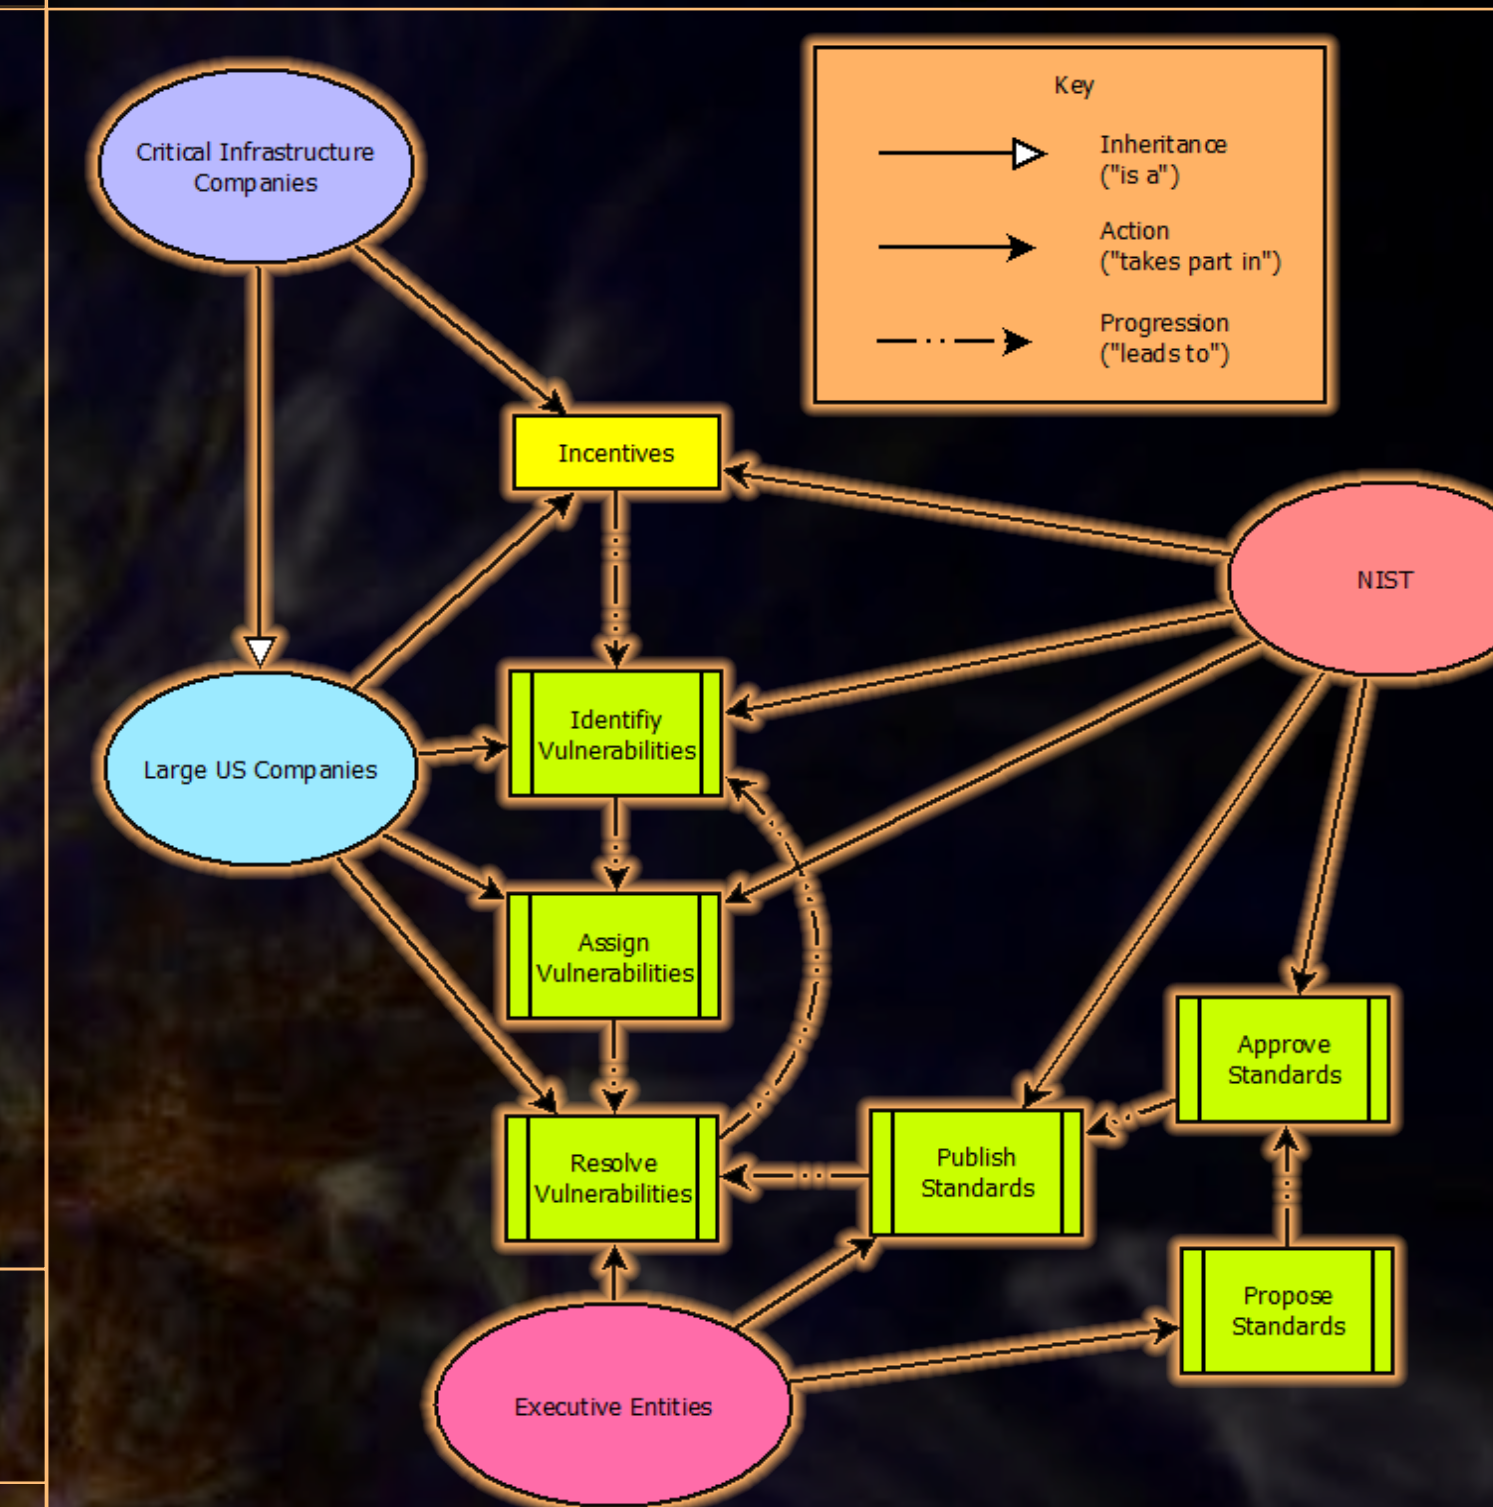 Key
Inheritance
("is a")
Action
("takes part in")
Progression
("leads to")
Critical Infrastructure
Companies
Incentives
NIST
Identifiy
Vulnerabilities
Large US Companies
Assign
Vulnerabilities
Approve
Standards
Resolve
Vulnerabilities
Publish
Standards
Propose
Standards
Executive Entities